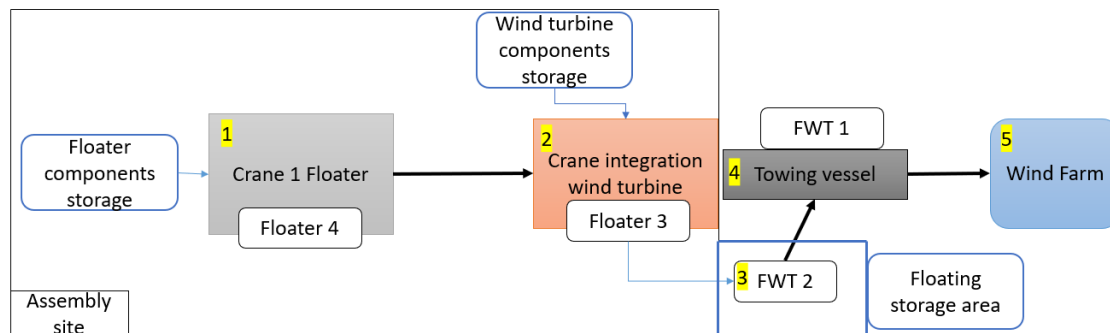 Wind turbine
components
storage
1
2
Floater
components
storage
Crane 1 Floater
Floater 4
Crane integration
wind turbine
Floater 3
FWT 1
4
Towing vessel
5
Wind Farm
3
FWT 2
Floating
storage area
Assembly
site